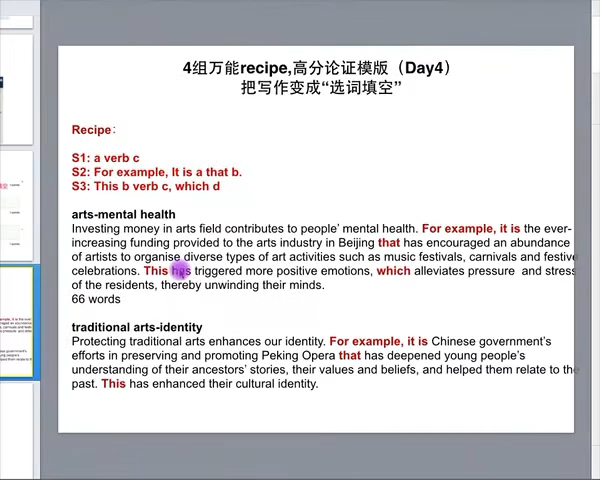 4组万能recipe,高分论证模版（Day4）
把写作变成“选词填空”
Recipe：
S1: a verb c
S2: For example, It is a that b.
S3: This b verb c, which d
arts-mental health
Investing money in arts field contributes to people’ mental health. For example, it is the ever-
increasing funding provided to the arts industry in Beijing that has encouraged an abundance
of artists to organise diverse types of art activities such as music festivals, carnivals and festive
celebrations. This has triggered more positive emotions, which alleviates pressure and stress
of the residents, thereby unwinding their minds.
66 words
traditional arts-identity
Protecting traditional arts enhances our identity. For example, it is Chinese government’s
efforts in preserving and promoting Peking Opera that has deepened young people’s
understanding of their ancestors’ stories, their values and beliefs, and helped them relate to the
past. This has enhanced their cultural identity.